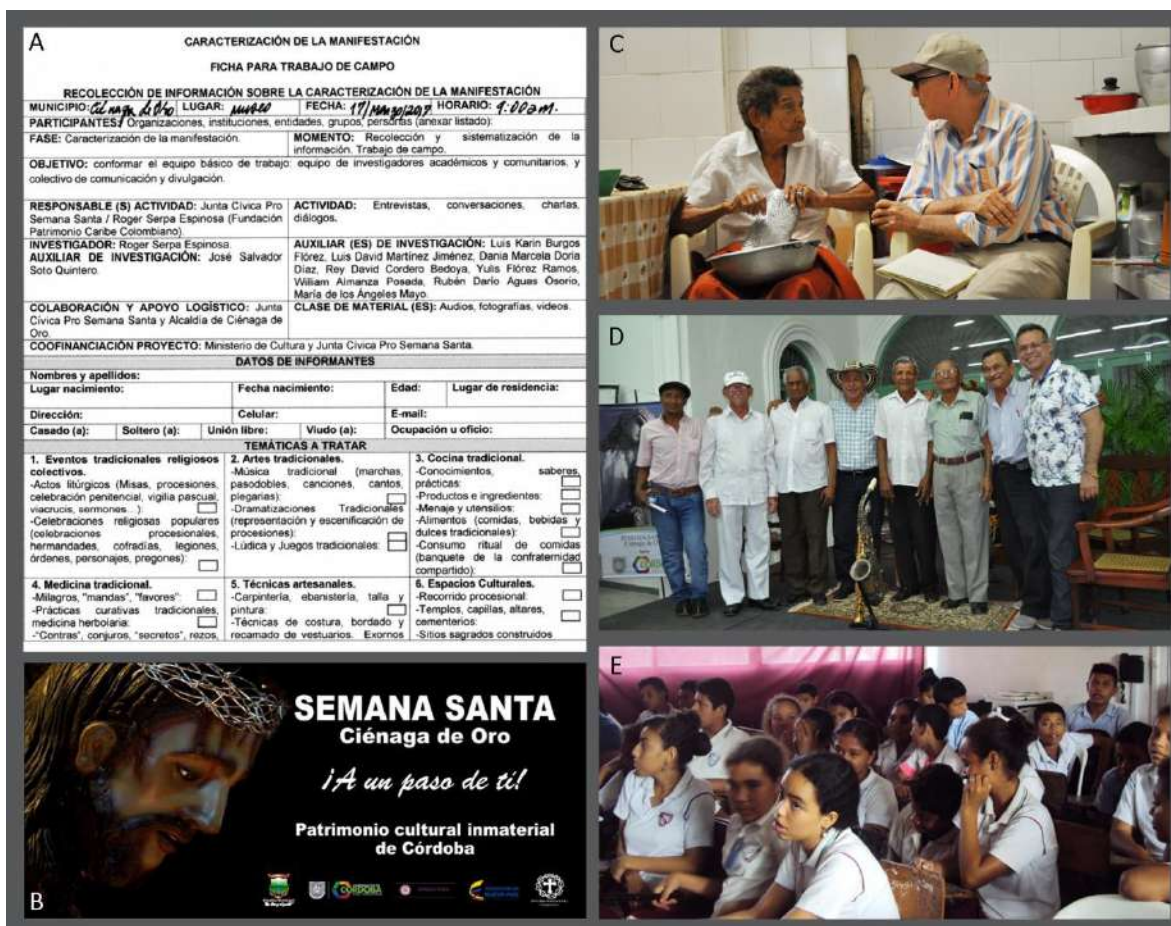 A
CARACTERIZACIÓN DE LA MANIFESTACIÓN
FICHA PARA TRABAJO DE CAMPO
RECOLECCIÓN DE INFORMACIÓN SOBRE LA CARACTERIZACIÓN DE LA MANIFESTACIÓN
MUNICIPIO: Ciénaga de Oro LUGAR: museo FECHA: 17/marzo/2017 HORARIO: 9:00 am.
PARTICIPANTES/ Organizaciones, instituciones, entidades, grupos, personas (anexar listado):
FASE: Caracterización de la manifestación.
MOMENTO: Recolección y sistematización de la
información. Trabajo de campo.
OBJETIVO: conformar el equipo básico de trabajo: equipo de investigadores académicos y comunitarios, y
colectivo de comunicación y divulgación.
RESPONSABLE (S) ACTIVIDAD: Junta Cívica Pro
Semana Santa / Roger Serpa Espinosa (Fundación
Patrimonio Caribe Colombiano).
ACTIVIDAD: Entrevistas, conversaciones, charlas,
diálogos.
INVESTIGADOR: Roger Serpa Espinosa.
AUXILIAR DE INVESTIGACIÓN: José Salvador
Soto Quintero.
AUXILIAR (ES) DE INVESTIGACIÓN: Luis Karin Burgos
Flórez, Luis David Martínez Jiménez, Dania Marcela Doria
Díaz, Rey David Cordero Bedoya, Yulis Flórez Ramos,
William Almanza Posada, Rubén Darío Aguas Osorio,
María de los Ángeles Mayo.
COLABORACIÓN Y APOYO LOGÍSTICO: Junta
Cívica Pro Semana Santa y Alcaldía de Ciénaga de
Oro.
CLASE DE MATERIAL (ES): Audios, fotografías, videos.
COOFINANCIACIÓN PROYECTO: Ministerio de Cultura y Junta Cívica Pro Semana Santa.
DATOS DE INFORMANTES
Nombres y apellidos:
Lugar nacimiento: Fecha nacimiento: Edad: Lugar de residencia:
Dirección: Celular: E-mail:
Casado (a): Soltero (a): Unión libre: Viudo (a): Ocupación u oficio:
TEMÁTICAS A TRATAR
1. Eventos tradicionales religiosos
colectivos.
-Actos litúrgicos (Misas, procesiones,
celebración penitencial, vigilia pascual,
viacrucis, sermones...):
-Celebraciones religiosas populares
(celebraciones procesionales,
hermandades, cofradías, legiones,
órdenes, personajes, pregones):
2. Artes tradicionales.
-Música tradicional (marchas,
pasodobles, canciones, cantos,
plegarias):
-Dramatizaciones Tradicionales
(representación y escenificación de
procesiones):
-Lúdica y Juegos tradicionales:
3. Cocina tradicional.
-Conocimientos, saberes,
prácticas:
-Productos e ingredientes:
-Menaje y utensilios:
-Alimentos (comidas, bebidas y
dulces tradicionales):
-Consumo ritual de comidas
(banquete de la confraternidad
compartido):
4. Medicina tradicional.
-Milagros, "mandas", "favores":
-Prácticas curativas tradicionales,
medicina herbolaria:
-"Contras", conjuros, "secretos", rezos,
5. Técnicas artesanales.
-Carpintería, ebanistería, talla y
pintura:
-Técnicas de costura, bordado y
recamado de vestuarios. Exornos
6. Espacios Culturales.
-Recorrido procesional:
-Templos, capillas, altares,
cementerios:
-Sitios sagrados construidos
B
SEMANA SANTA
Ciénaga de Oro
¡A un paso de tí!
Patrimonio cultural inmaterial
de Córdoba
CÓRDOBA
C
D
E